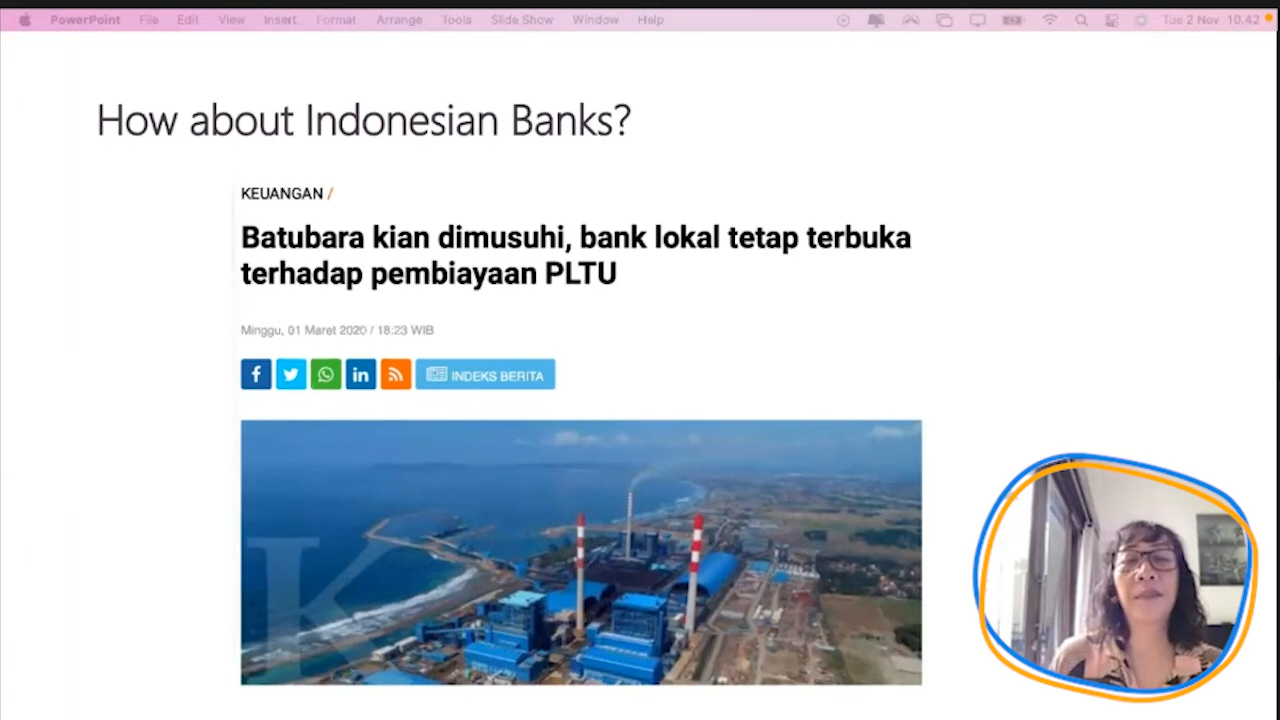 PowerPoint File Edit View Insert Format Arrange Tools Slide Show Window Help Tue 2 Nov 10.42
How about Indonesian Banks?
KEUANGAN /
Batubara kian dimusuhi, bank lokal tetap terbuka
terhadap pembiayaan PLTU
Minggu, 01 Maret 2020 / 18:23 WIB
INDEKS BERITA
K